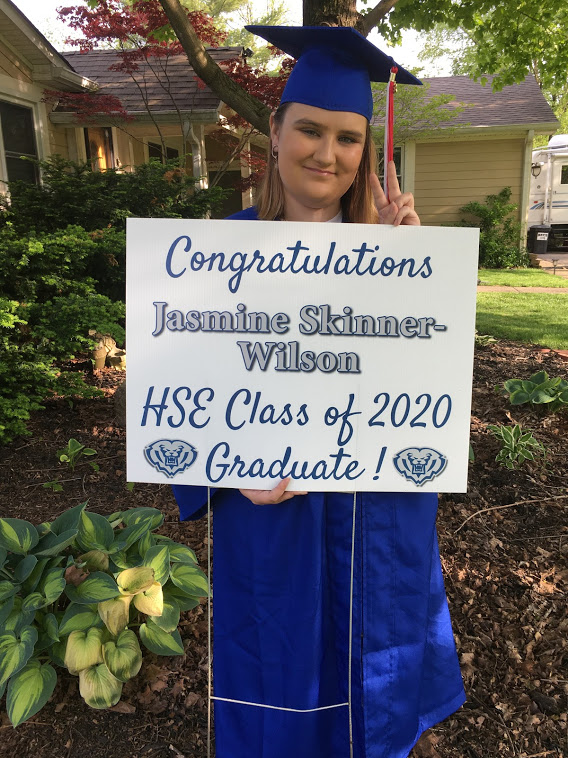 Congratulations
Jasmine Skinner-
Wilson
HSE Class of 2020
Graduate!